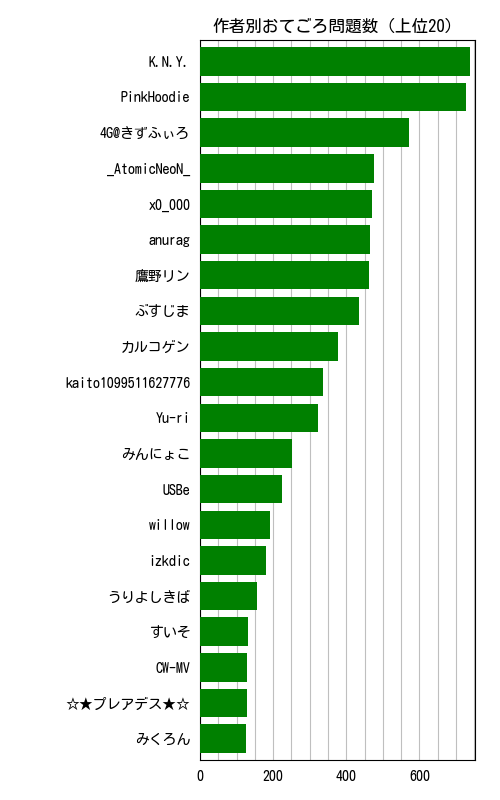 作者別おてごろ問題数（上位20）
K.N.Y.
PinkHoodie
4G@きずふぃろ
_AtomicNeoN_
x0_000
anurag
鷹野リン
ぶすじま
カルコゲン
kaito1099511627776
Yu-ri
みんにょこ
USBe
willow
izkdic
うりよしきば
すいそ
CW-MV
☆★プレアデス★☆
みくろん
0 200 400 600